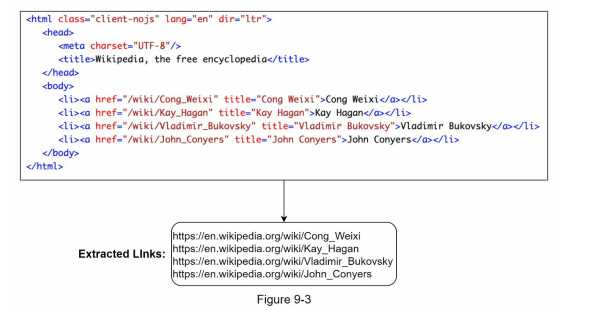 <html class="client-nojs" lang="en" dir="ltr">
<head>
<meta charset="UTF-8"/>
<title>Wikipedia, the free encyclopedia</title>
</head>
<body>
<li><a href="/wiki/Cong_Weixi" title="Cong Weixi">Cong Weixi</a></li>
<li><a href="/wiki/Kay_Hagan" title="Kay Hagan">Kay Hagan</a></li>
<li><a href="/wiki/Vladimir_Bukovsky" title="Vladimir Bukovsky">Vladimir Bukovsky</a></li>
<li><a href="/wiki/John_Conyers" title="John Conyers">John Conyers</a></li>
</body>
</html>
Extracted LInks:
https://en.wikipedia.org/wiki/Cong_Weixi
https://en.wikipedia.org/wiki/Kay_Hagan
https://en.wikipedia.org/wiki/Vladimir_Bukovsky
https://en.wikipedia.org/wiki/John_Conyers
Figure 9-3